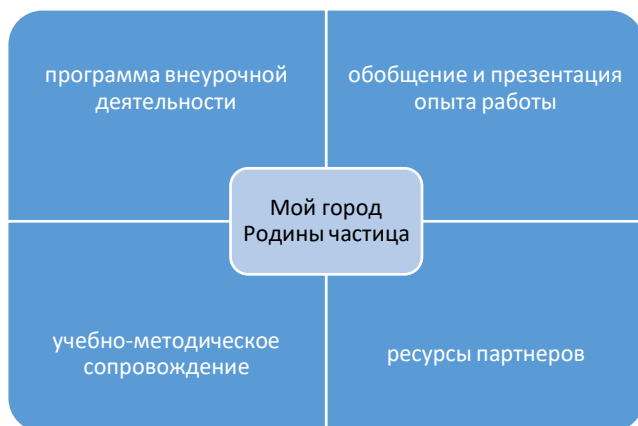 программа внеурочной
деятельности
обобщение и презентация
опыта работы
Мой город
Родины частица
учебно-методическое
сопровождение
ресурсы партнеров